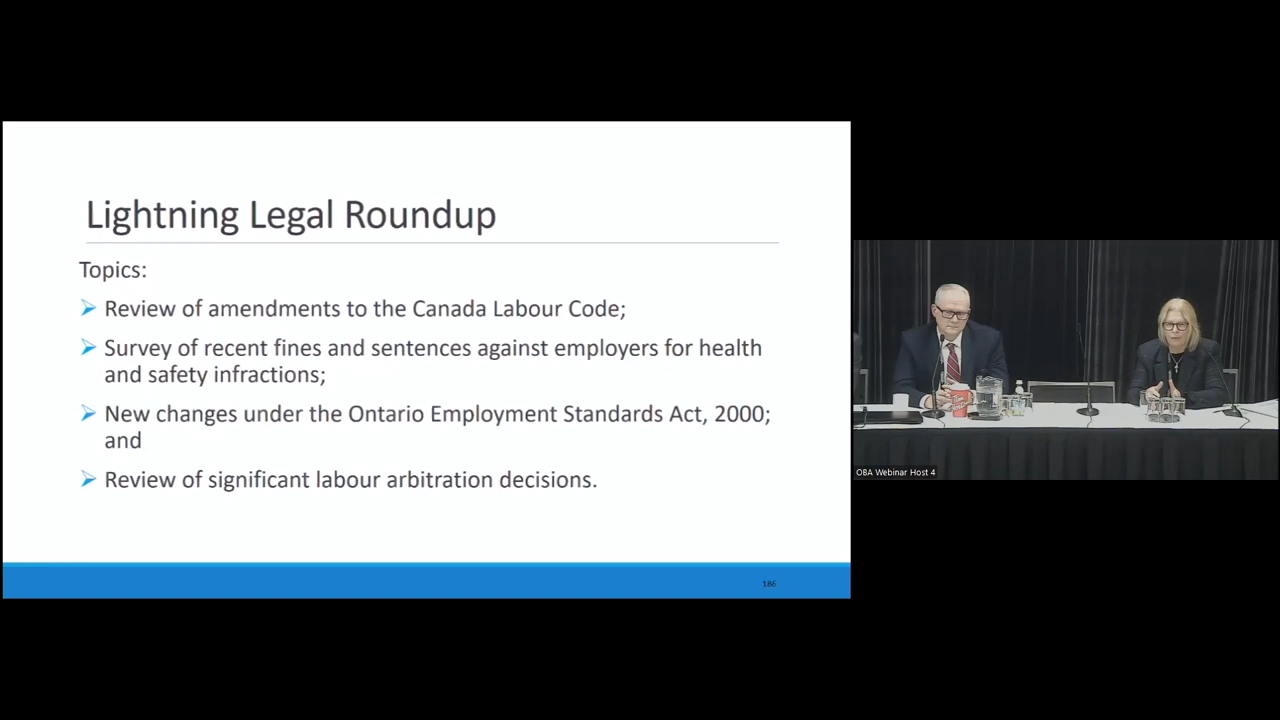 Lightning Legal Roundup
Topics:
Review of amendments to the Canada Labour Code;
Survey of recent fines and sentences against employers for health
and safety infractions;
New changes under the Ontario Employment Standards Act, 2000;
and
Review of significant labour arbitration decisions.
186
OBA Webinar Host 4